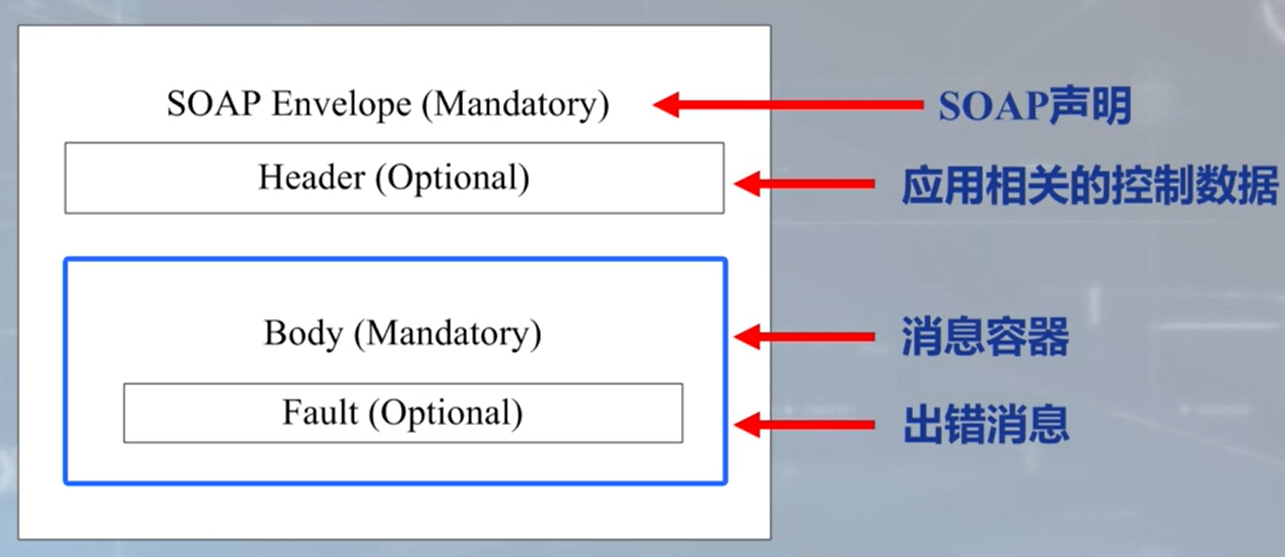 SOAP Envelope (Mandatory)
SOAP声明
Header (Optional)
应用相关的控制数据
Body (Mandatory)
消息容器
Fault (Optional)
出错消息